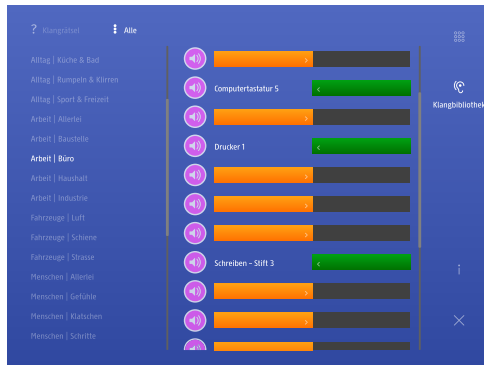 ? Klangrätsel
Alle
Alltag | Küche & Bad
Alltag | Rumpeln & Klirren
Alltag | Sport & Freizeit
Arbeit | Allerlei
Arbeit | Baustelle
Arbeit | Büro
Arbeit | Haushalt
Arbeit | Industrie
Fahrzeuge | Luft
Fahrzeuge | Schiene
Fahrzeuge | Strasse
Menschen | Allerlei
Menschen | Gefühle
Menschen | Klatschen
Menschen | Schritte
Computertastatur 5
Drucker 1
Schreiben – Stift 3
Klangbibliothek
i